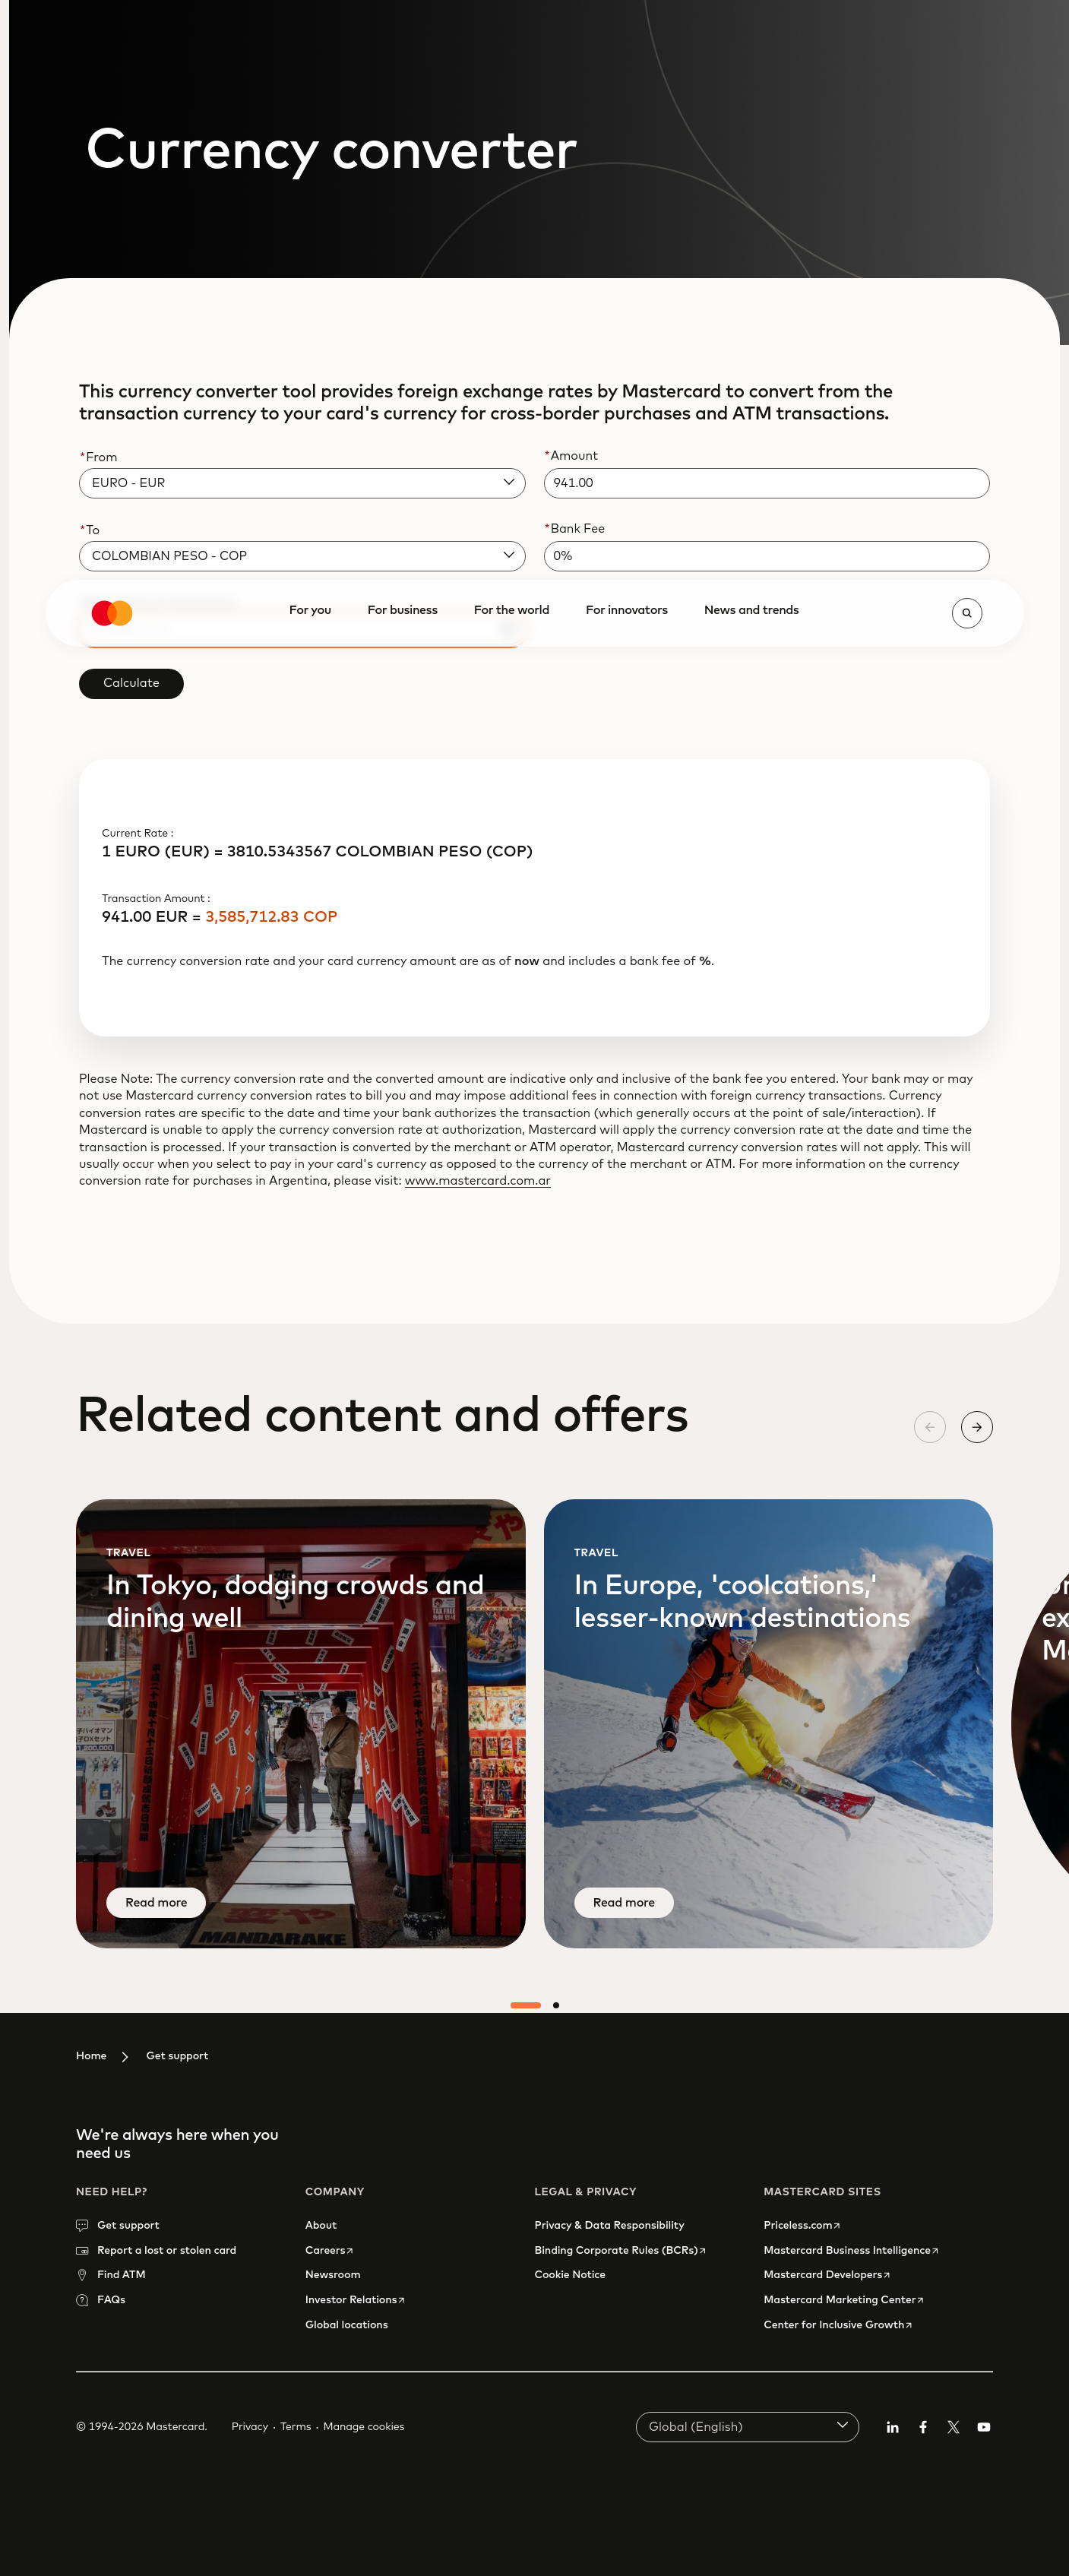 Currency converter
This currency converter tool provides foreign exchange rates by Mastercard to convert from the
transaction currency to your card's currency for cross-border purchases and ATM transactions.
*From
EURO - EUR
*Amount
941.00
*To
COLOMBIAN PESO - COP
*Bank Fee
0%
For you
For business
For the world
For innovators
News and trends
Calculate
Current Rate :
1 EURO (EUR) = 3810.5343567 COLOMBIAN PESO (COP)
Transaction Amount :
941.00 EUR = 3,585,712.83 COP
The currency conversion rate and your card currency amount are as of now and includes a bank fee of %.
Please Note: The currency conversion rate and the converted amount are indicative only and inclusive of the bank fee you entered. Your bank may or may
not use Mastercard currency conversion rates to bill you and may impose additional fees in connection with foreign currency transactions. Currency
conversion rates are specific to the date and time your bank authorizes the transaction (which generally occurs at the point of sale/interaction). If
Mastercard is unable to apply the currency conversion rate at authorization, Mastercard will apply the currency conversion rate at the date and time the
transaction is processed. If your transaction is converted by the merchant or ATM operator, Mastercard currency conversion rates will not apply. This will
usually occur when you select to pay in your card's currency as opposed to the currency of the merchant or ATM. For more information on the currency
conversion rate for purchases in Argentina, please visit: www.mastercard.com.ar
Related content and offers
TRAVEL
In Tokyo, dodging crowds and
dining well
MANDARAKE
Read more
TRAVEL
In Europe, 'coolcations,'
lesser-known destinations
Read more
Home
Get support
We're always here when you
need us
NEED HELP?
Get support
Report a lost or stolen card
Find ATM
FAQs
COMPANY
About
Careers
Newsroom
Investor Relations
Global locations
LEGAL & PRIVACY
Privacy & Data Responsibility
Binding Corporate Rules (BCRs)
Cookie Notice
MASTERCARD SITES
Priceless.com
Mastercard Business Intelligence
Mastercard Developers
Mastercard Marketing Center
Center for Inclusive Growth
© 1994-2026 Mastercard.
Privacy · Terms · Manage cookies
Global (English)